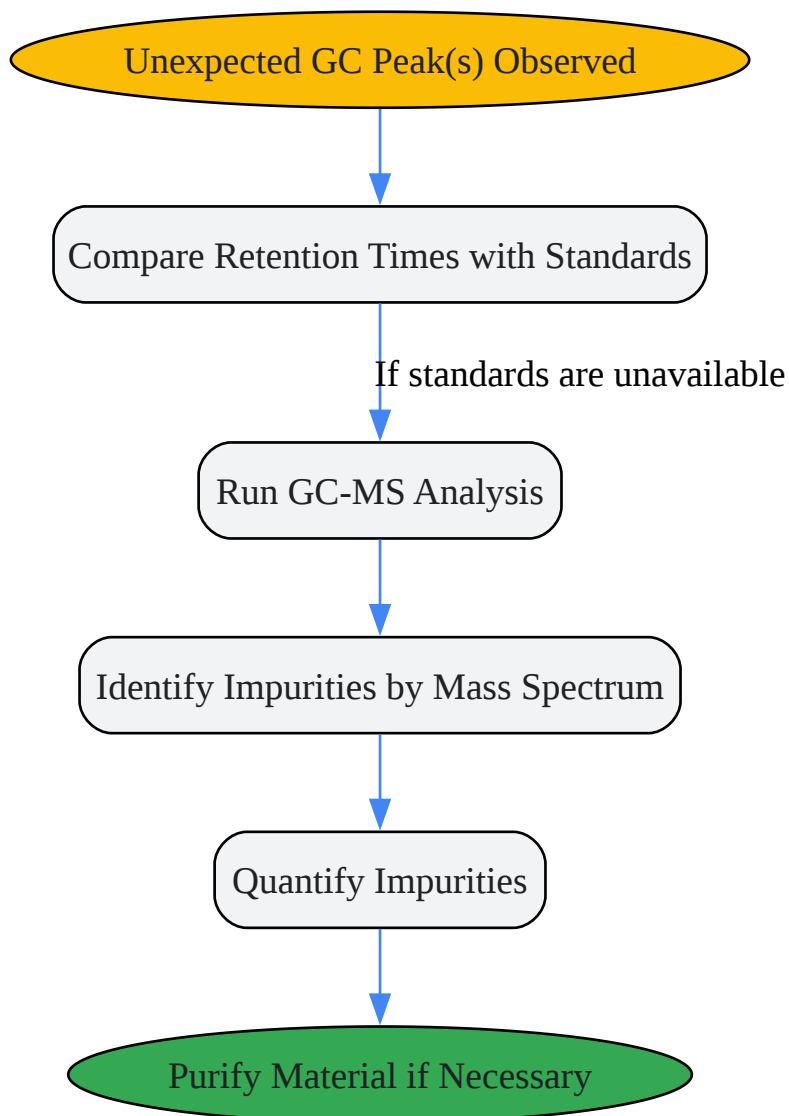 Unexpected GC Peak(s) Observed
Compare Retention Times with Standards
If standards are unavailable
Run GC-MS Analysis
Identify Impurities by Mass Spectrum
Quantify Impurities
Purify Material if Necessary